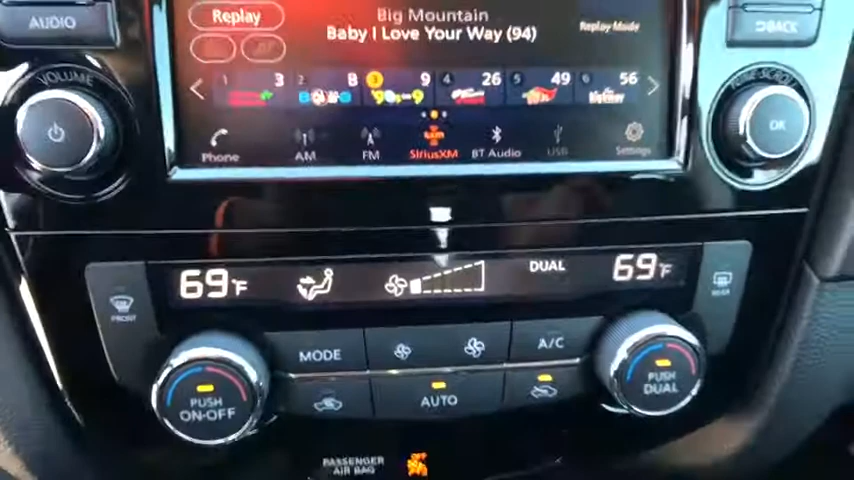 AUDIO
Replay
Big MOUNTAIN
Baby I LOVE Your WAY (94)
Replay Mode
BACK
VOLUME
1 3
2 8
3 9
4 26
5 49
6 56
OK
Phone
AM
FM
SiriusXM
BT Audio
USB
Settings
FRONT
69°F
DUAL
69°F
REAR
MODE
A/C
PUSH
ON·OFF
AUTO
PUSH
DUAL
PASSENGER
AIR BAG